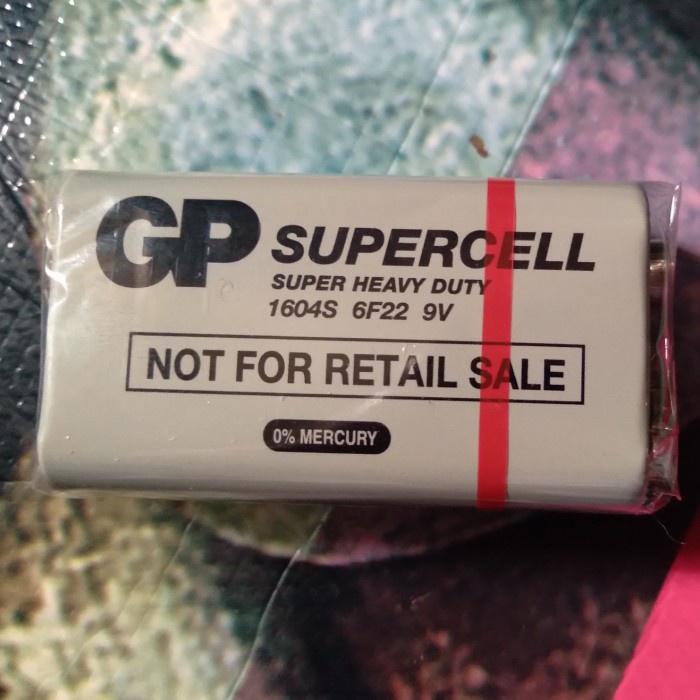 GP SUPERCELL
SUPER HEAVY DUTY
1604S 6F22 9V
NOT FOR RETAIL SALE
0% MERCURY